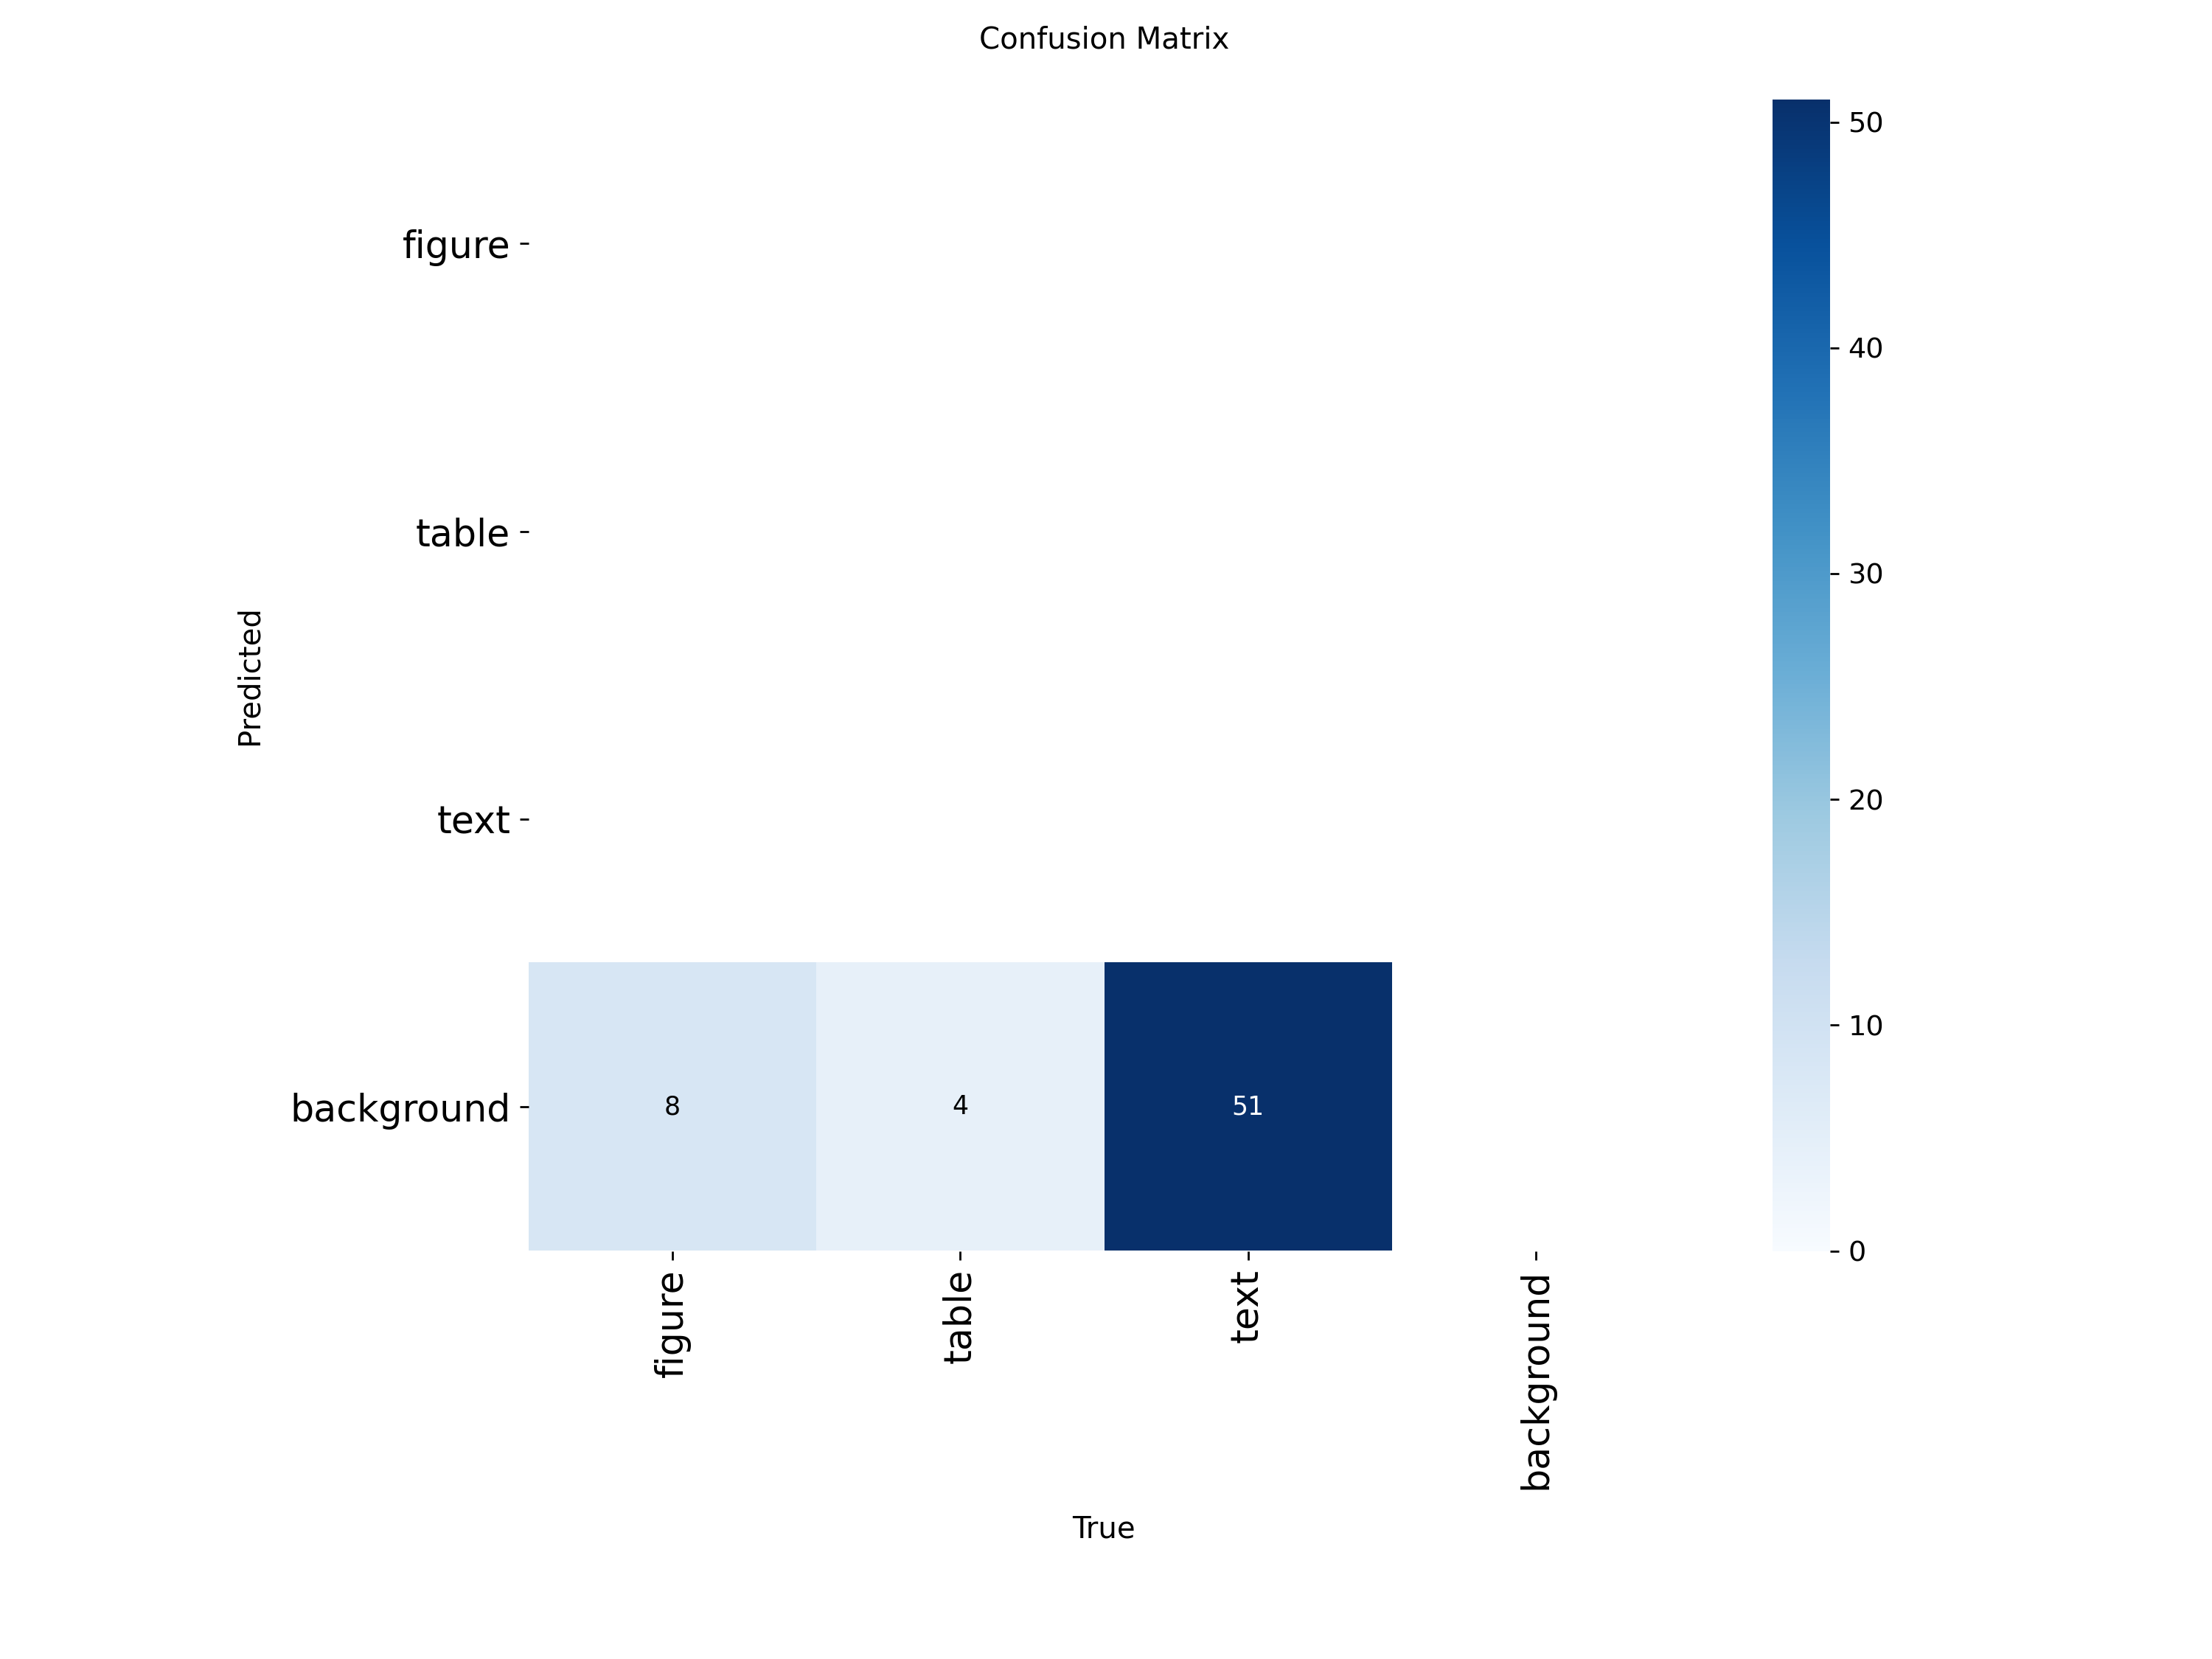 Confusion Matrix
50
40
30
20
10
0
figure
table
text
background
Predicted
8 4 51
figure table text background
True